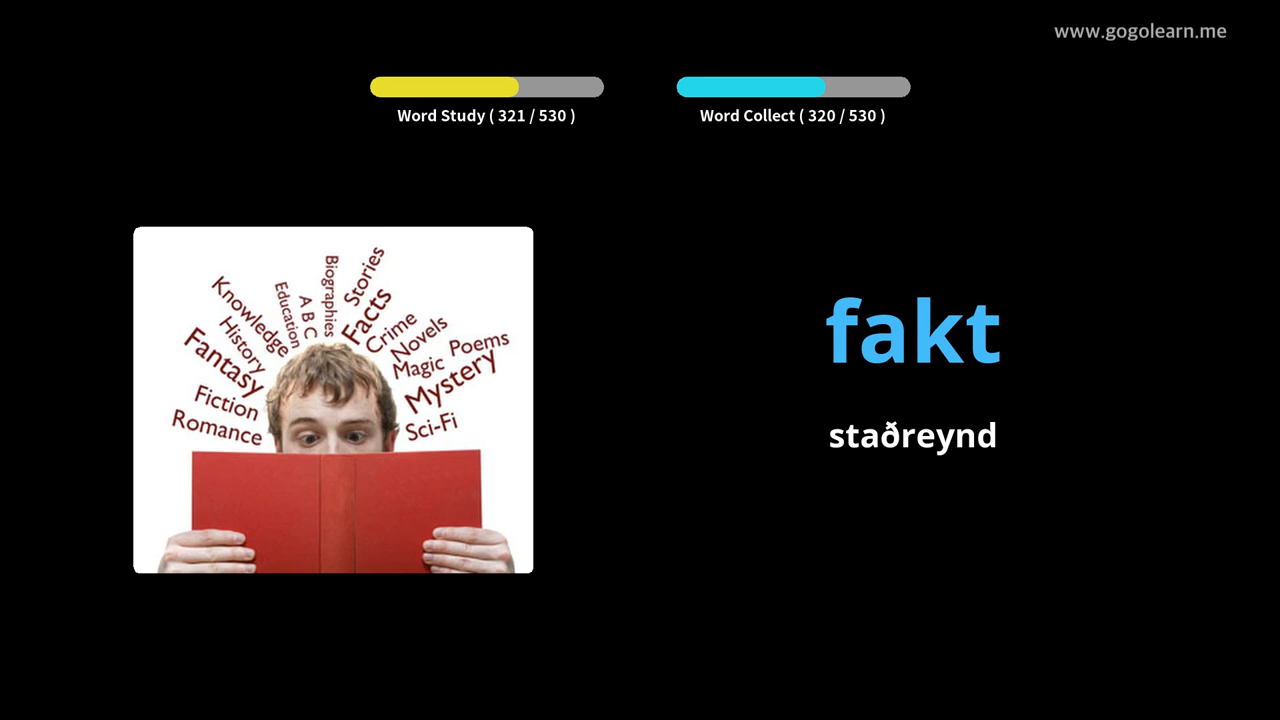 www.gogolearn.me
Word Study ( 321 / 530 )
Word Collect ( 320 / 530 )
Knowledge
Education
A B C
Biographies
Stories
Facts
Crime
Novels
Poems
History
Magic
Fantasy
Mystery
Fiction
Sci-Fi
Romance
fakt
staðreynd